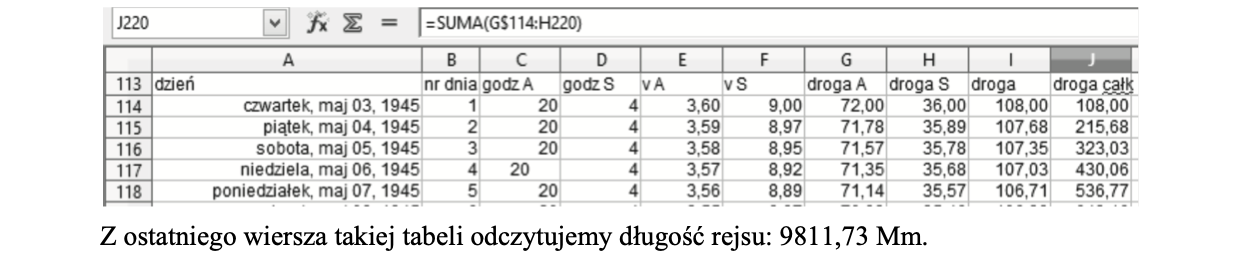 J220 fx Σ = =SUMA(G$114:H220)
A B C D E F G H I J
113 dzień nr dnia godz A godz S v A v S droga A droga S droga droga całk
114 czwartek, maj 03, 1945 1 20 4 3,60 9,00 72,00 36,00 108,00 108,00
115 piątek, maj 04, 1945 2 20 4 3,59 8,97 71,78 35,89 107,68 215,68
116 sobota, maj 05, 1945 3 20 4 3,58 8,95 71,57 35,78 107,35 323,03
117 niedziela, maj 06, 1945 4 20 4 3,57 8,92 71,35 35,68 107,03 430,06
118 poniedziałek, maj 07, 1945 5 20 4 3,56 8,89 71,14 35,57 106,71 536,77
Z ostatniego wiersza takiej tabeli odczytujemy długość rejsu: 9811,73 Mm.